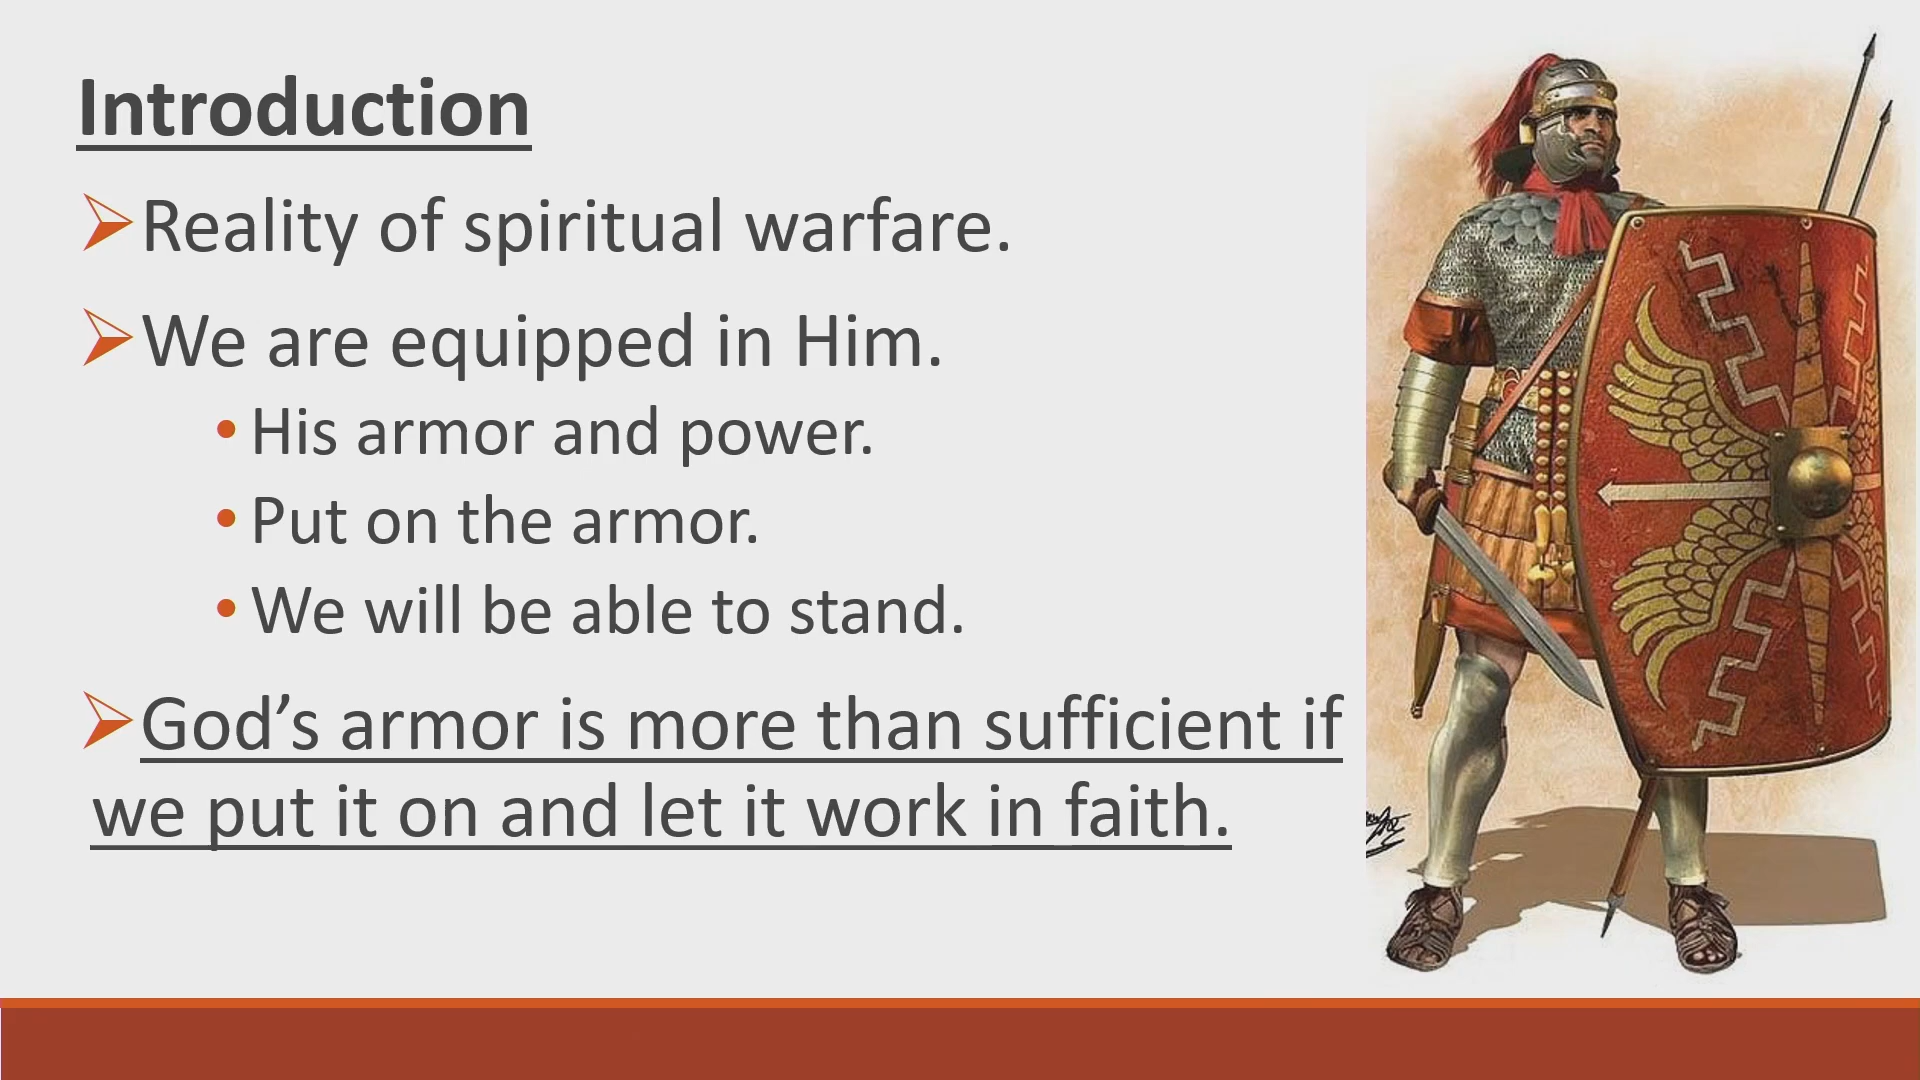 Introduction
Reality of spiritual warfare.
We are equipped in Him.
His armor and power.
Put on the armor.
We will be able to stand.
God’s armor is more than sufficient if
we put it on and let it work in faith.